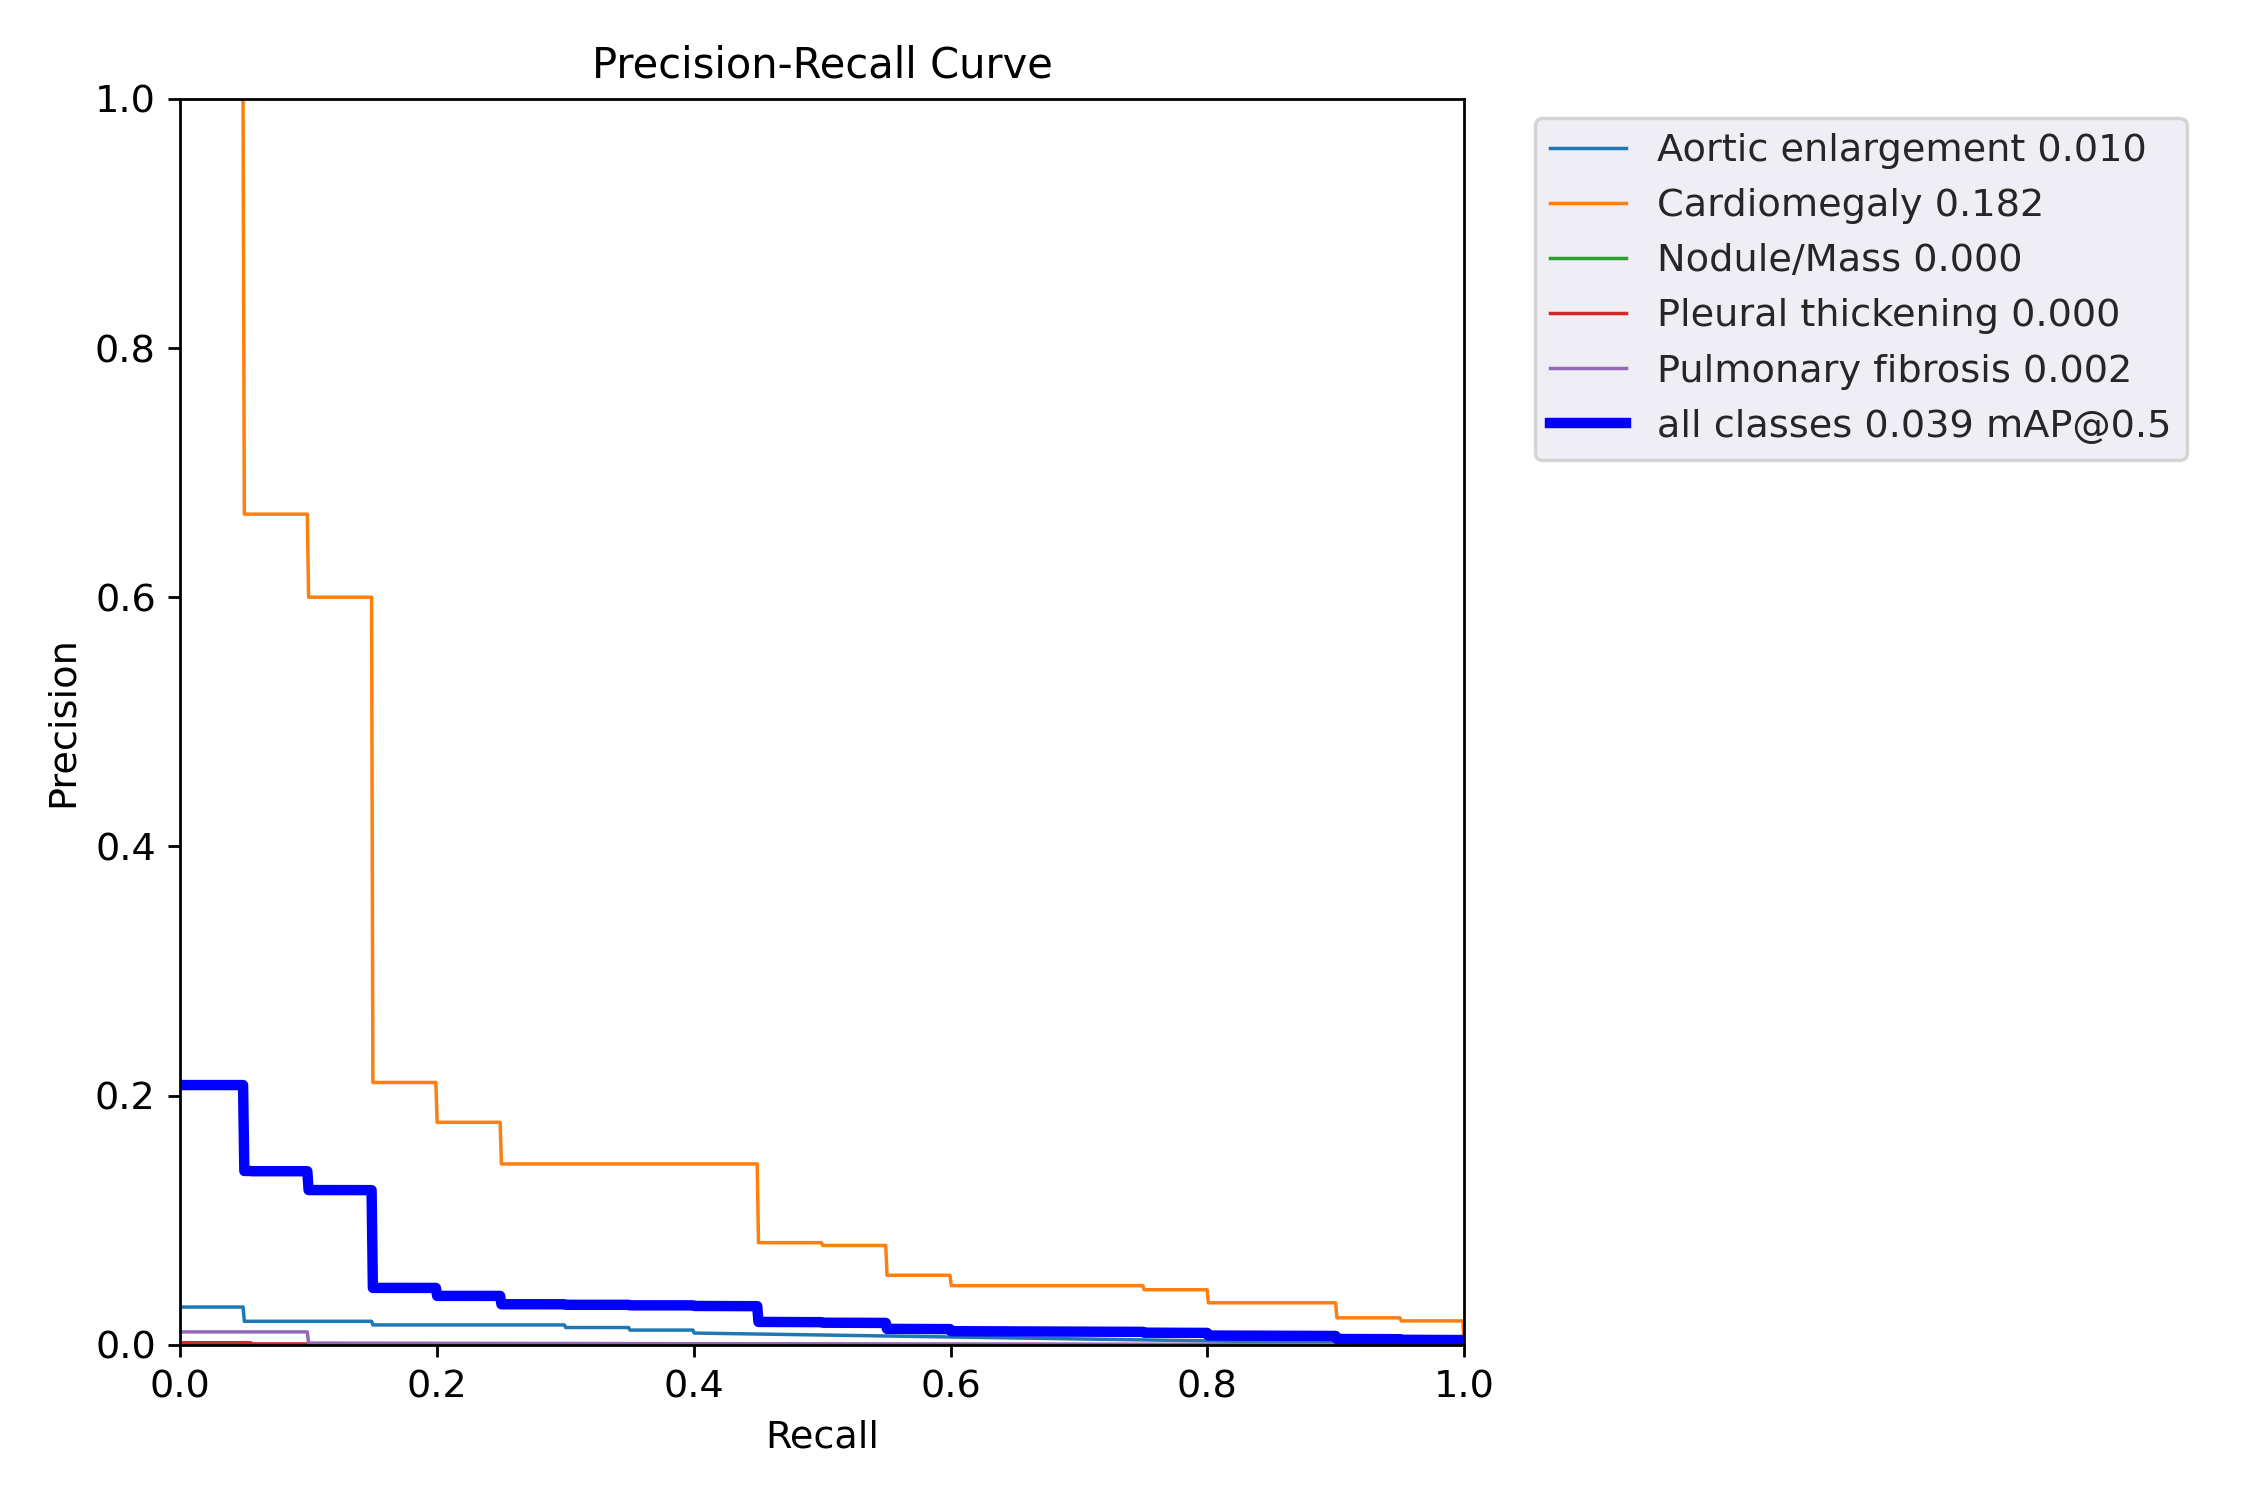 Precision-Recall Curve
1.0
0.8
0.6
0.4
0.2
0.0
Precision
0.0 0.2 0.4 0.6 0.8 1.0
Recall
Aortic enlargement 0.010
Cardiomegaly 0.182
Nodule/Mass 0.000
Pleural thickening 0.000
Pulmonary fibrosis 0.002
all classes 0.039 mAP@0.5